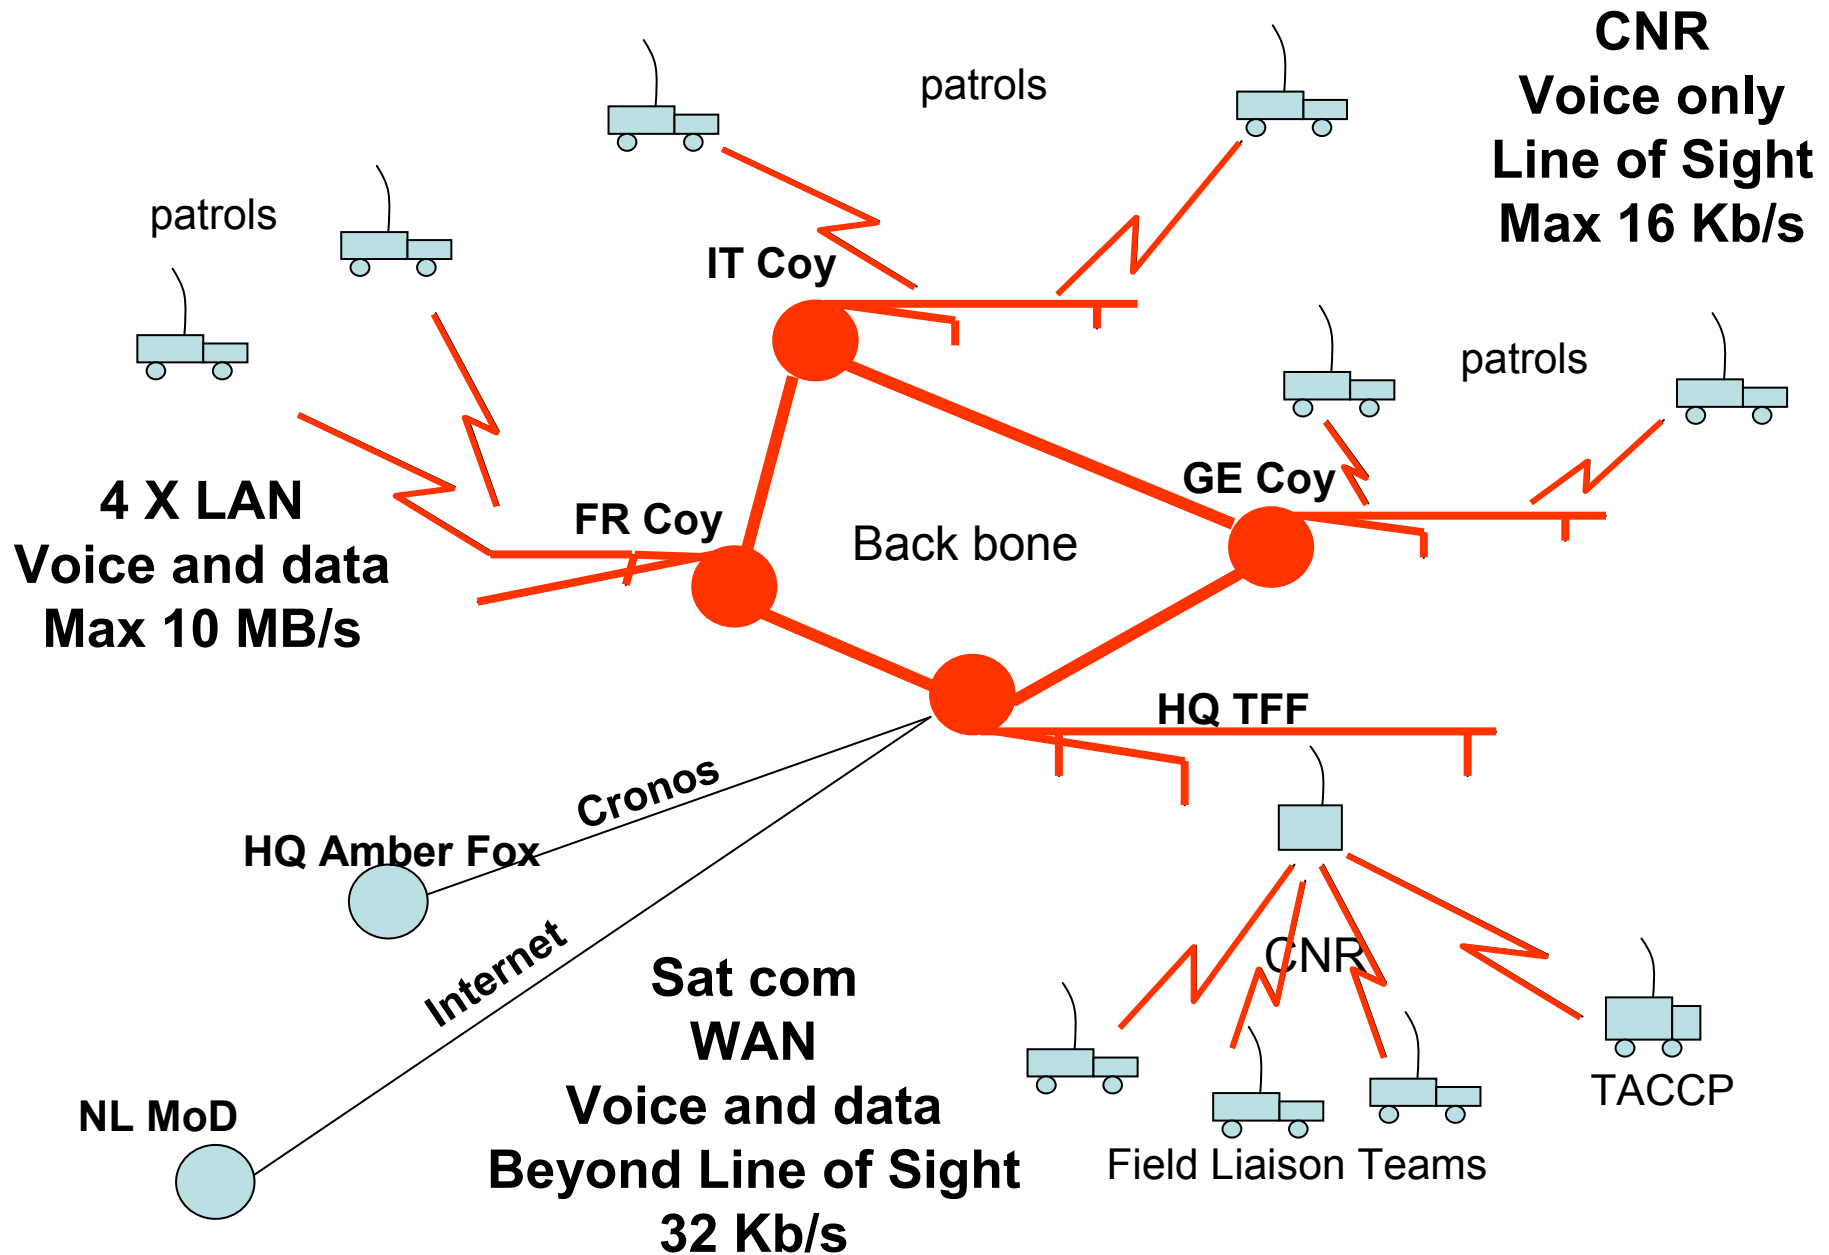 CNR
Voice only
Line of Sight
Max 16 Kb/s
patrols
patrols
IT Coy
patrols
GE Coy
4 X LAN
Voice and data
Max 10 MB/s
FR Coy
Back bone
HQ TFF
Cronos
HQ Amber Fox
Internet
CNR
Sat com
WAN
Voice and data
Beyond Line of Sight
32 Kb/s
NL MoD
TACCP
Field Liaison Teams